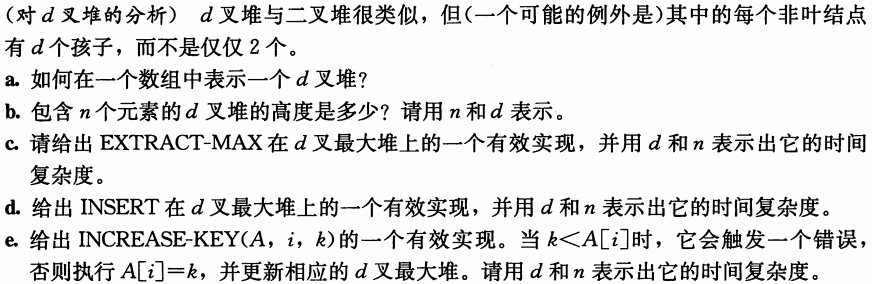 (对 d 叉堆的分析) d 叉堆与二叉堆很类似，但(一个可能的例外是)其中的每个非叶结点
有 d 个孩子，而不是仅仅 2 个。
a. 如何在一个数组中表示一个 d 叉堆?
b. 包含 n 个元素的 d 叉堆的高度是多少? 请用 n 和 d 表示。
c. 请给出 EXTRACT-MAX 在 d 叉最大堆上的一个有效实现，并用 d 和 n 表示出它的时间
复杂度。
d. 给出 INSERT 在 d 叉最大堆上的一个有效实现，并用 d 和 n 表示出它的时间复杂度。
e. 给出 INCREASE-KEY(A, i, k)的一个有效实现。当 k<A[i]时，它会触发一个错误，
否则执行 A[i]=k，并更新相应的 d 叉最大堆。请用 d 和 n 表示出它的时间复杂度。